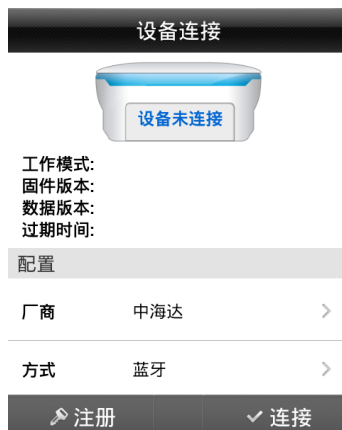 设备连接
设备未连接
工作模式:
固件版本:
数据版本:
过期时间:
配置
厂商 中海达
方式 蓝牙
注册 连接